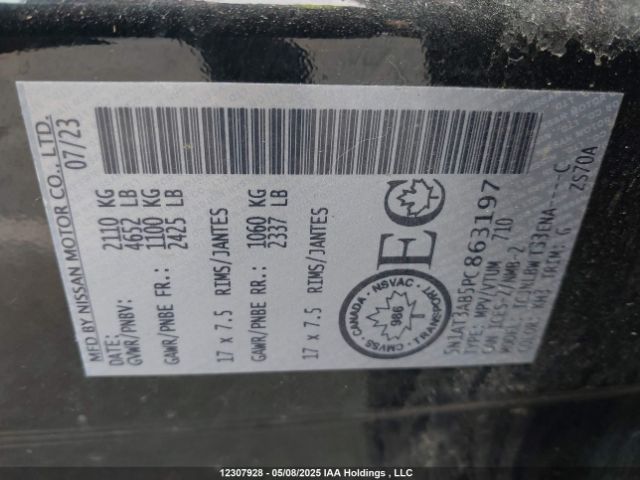 MFD BY NISSAN MOTOR CO., LTD.
DATE: 07/23
GVWR/PNBV: 2110 KG
4652 LB
GAWR/PNBE FR.: 1100 KG
2425 LB
17 x 7.5 RIMS/JANTES
GAWR/PNBE RR.: 1060 KG
2337 LB
17 x 7.5 RIMS/JANTES
EC
CANADA · NSVAC · TRANSPORT · CMVSS
986
5N1AT3AB5PC863197
TYPE: MPV/VTUM 710
CAN ICES-2/NMB-2
MODEL: TCJNLBW T33ENA----C
COLOR: KH3 TRIM: G ZS70A
12307928 - 05/08/2025 IAA Holdings , LLC